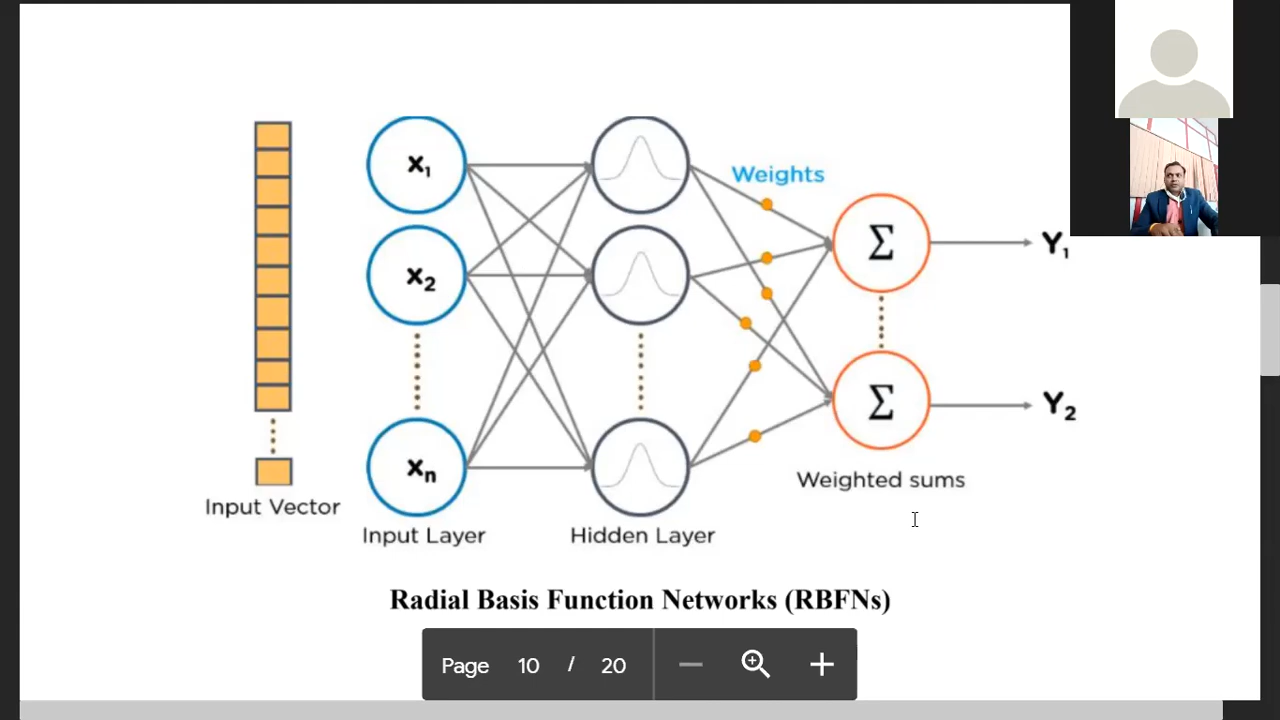 x₁
x₂
xₙ
Input Vector
Input Layer
Hidden Layer
Weights
Σ
Σ
Y₁
Y₂
Weighted sums
Radial Basis Function Networks (RBFNs)
Page 10 / 20